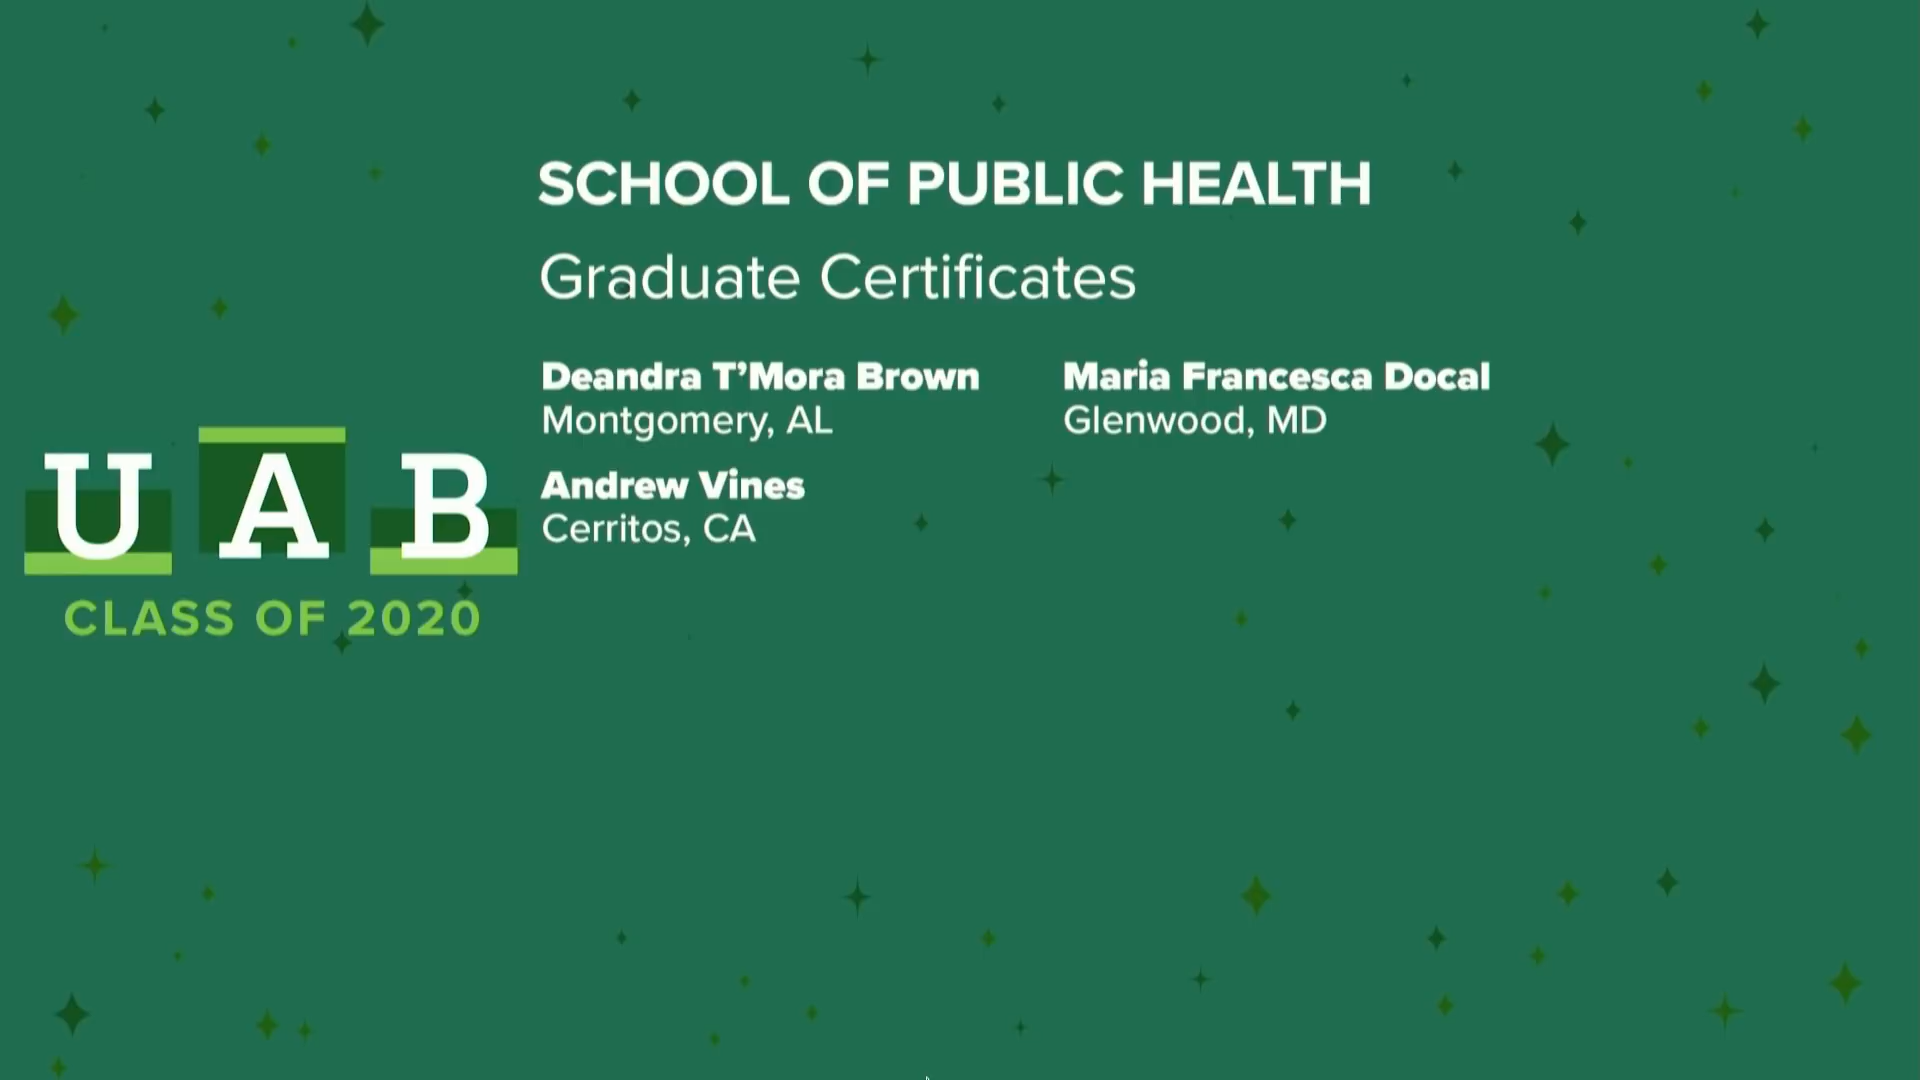 SCHOOL OF PUBLIC HEALTH
Graduate Certificates
Deandra T’Mora Brown
Montgomery, AL
Maria Francesca Docal
Glenwood, MD
Andrew Vines
Cerritos, CA
UAB
CLASS OF 2020